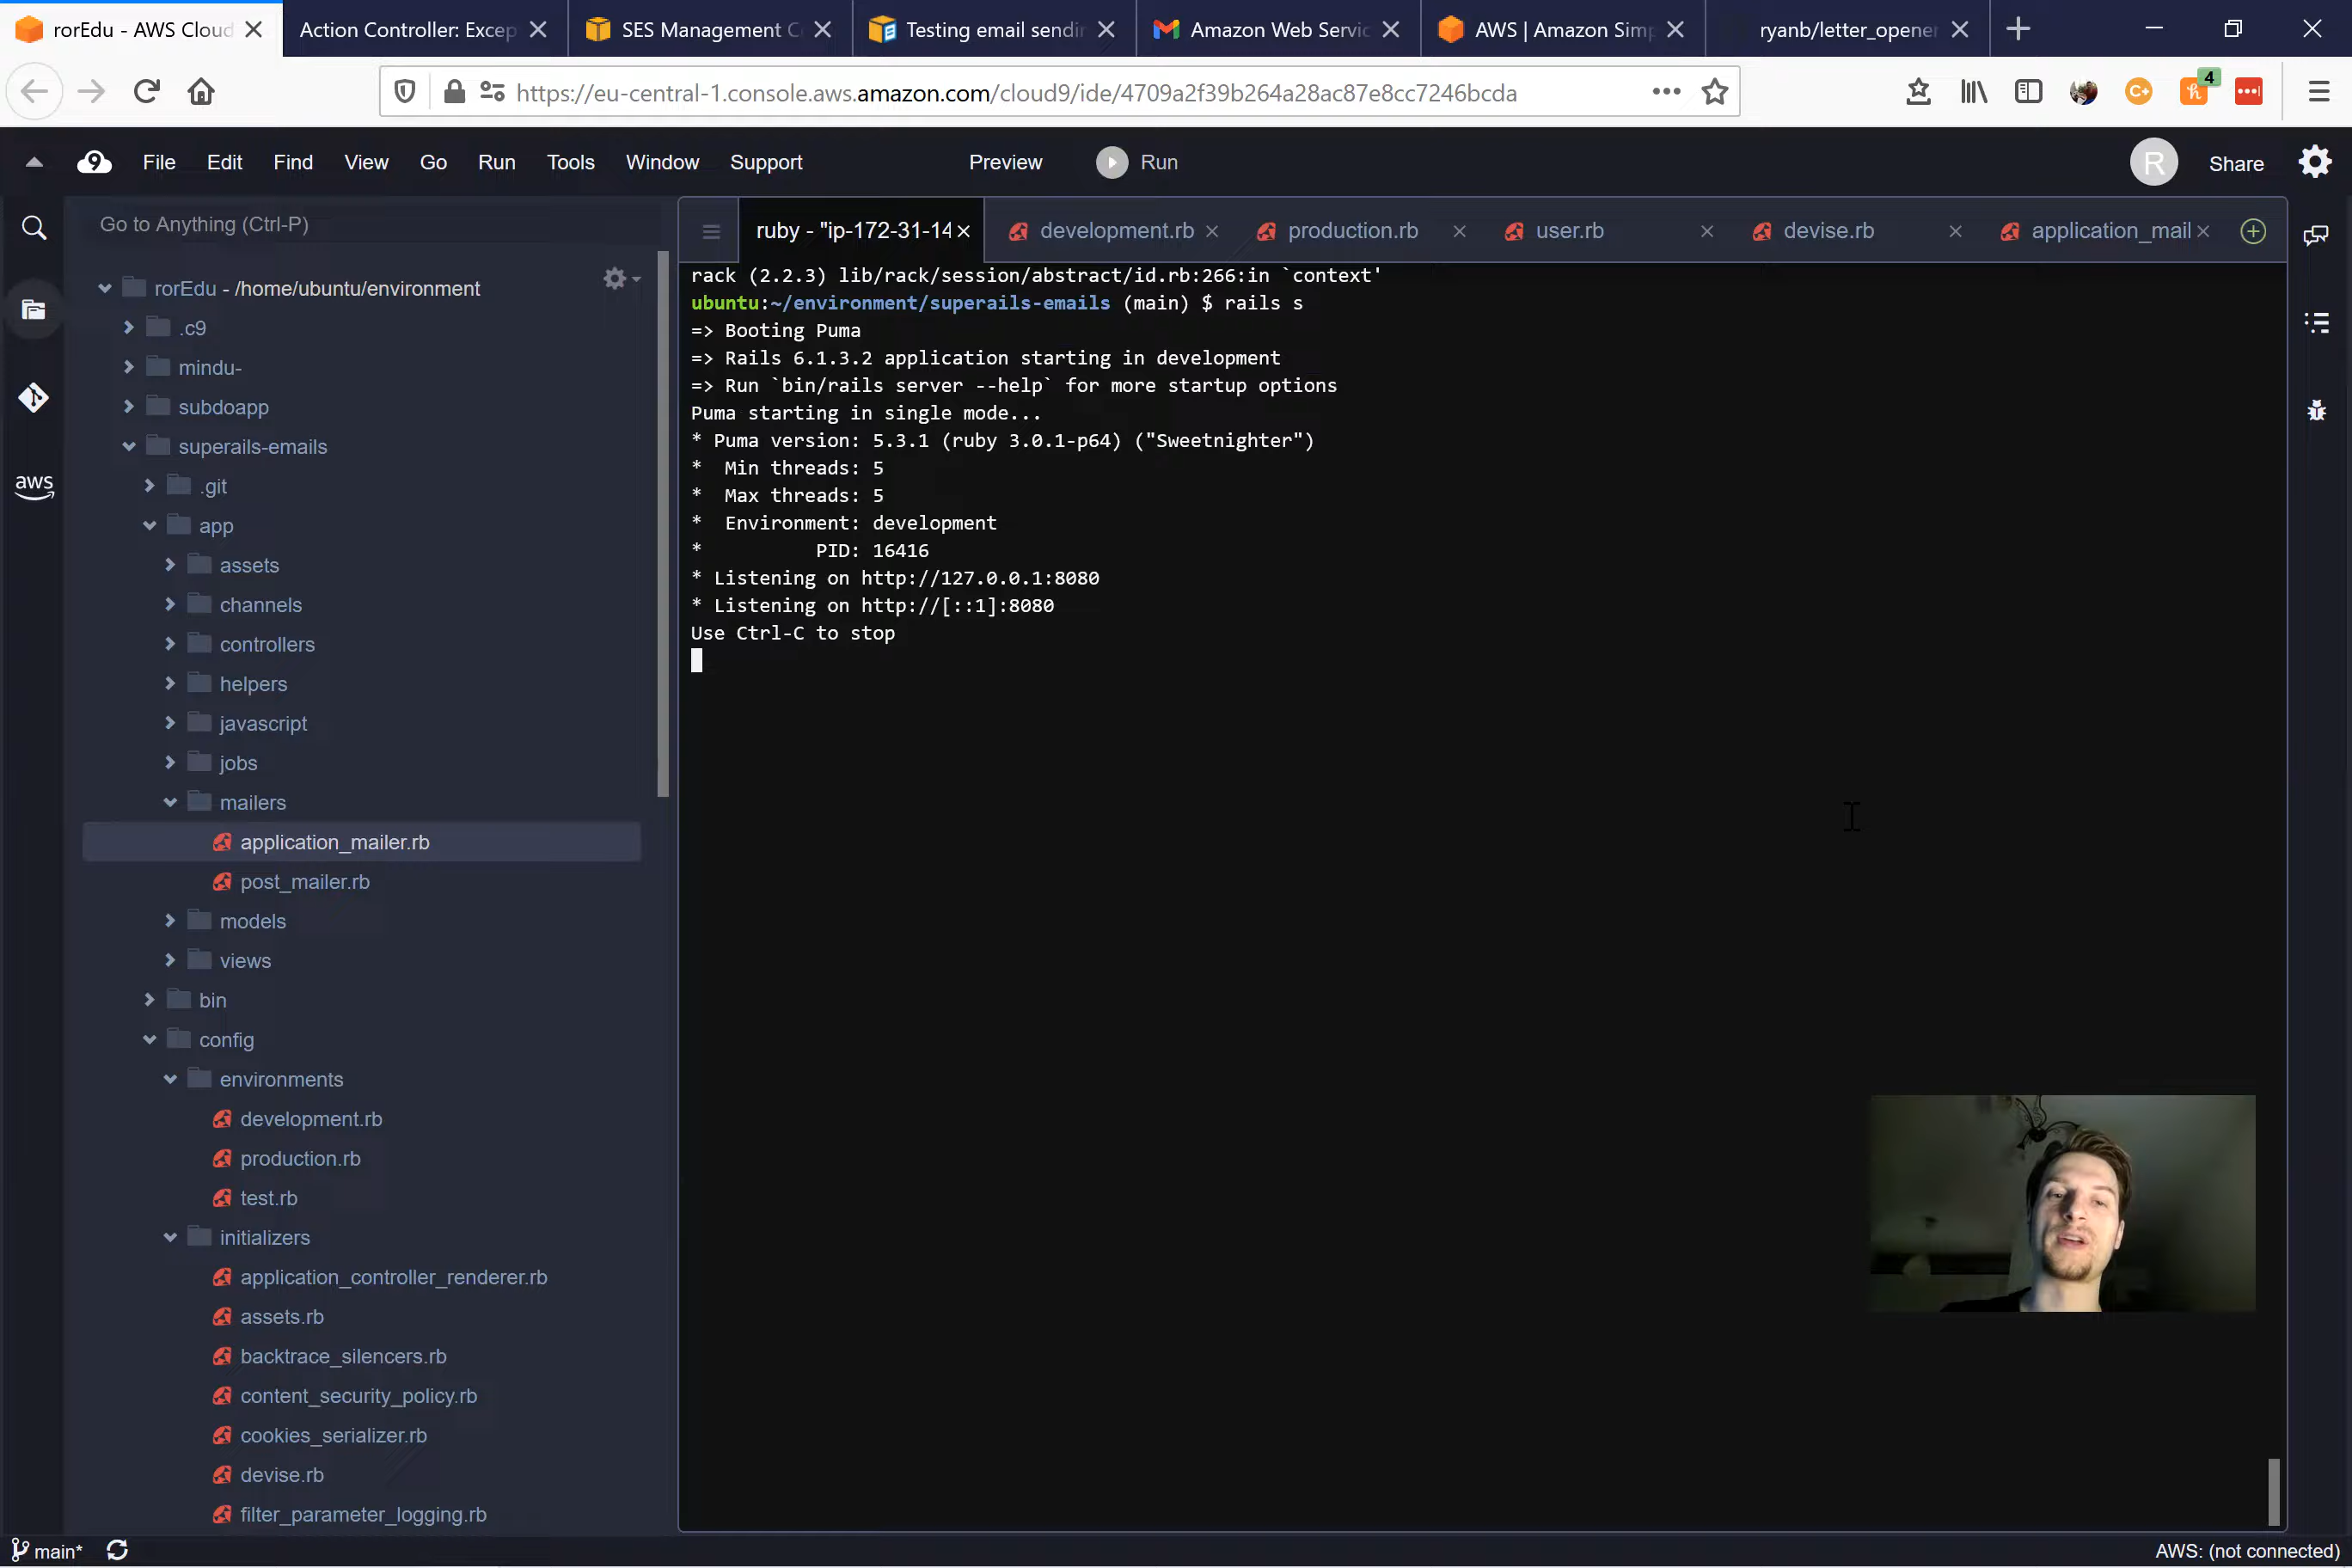 rorEdu - AWS Cloud
Action Controller: Excep
SES Management C
Testing email sendin
Amazon Web Servic
AWS | Amazon Simp
ryanb/letter_opener
https://eu-central-1.console.aws.amazon.com/cloud9/ide/4709a2f39b264a28ac87e8cc7246bcda
C+
h
4
9
File
Edit
Find
View
Go
Run
Tools
Window
Support
Preview
Run
R
Share
Go to Anything (Ctrl-P)
ruby - "ip-172-31-14
development.rb
production.rb
user.rb
devise.rb
application_mail
rorEdu - /home/ubuntu/environment
.c9
mindu-
subdoapp
superails-emails
.git
app
assets
channels
controllers
helpers
javascript
jobs
mailers
application_mailer.rb
post_mailer.rb
models
views
bin
config
environments
development.rb
production.rb
test.rb
initializers
application_controller_renderer.rb
assets.rb
backtrace_silencers.rb
content_security_policy.rb
cookies_serializer.rb
devise.rb
filter_parameter_logging.rb
aws
rack (2.2.3) lib/rack/session/abstract/id.rb:266:in `context'
ubuntu:~/environment/superails-emails (main) $ rails s
=> Booting Puma
=> Rails 6.1.3.2 application starting in development
=> Run `bin/rails server --help` for more startup options
Puma starting in single mode...
* Puma version: 5.3.1 (ruby 3.0.1-p64) ("Sweetnighter")
*  Min threads: 5
*  Max threads: 5
*  Environment: development
*          PID: 16416
* Listening on http://127.0.0.1:8080
* Listening on http://[::1]:8080
Use Ctrl-C to stop
main*
AWS: (not connected)